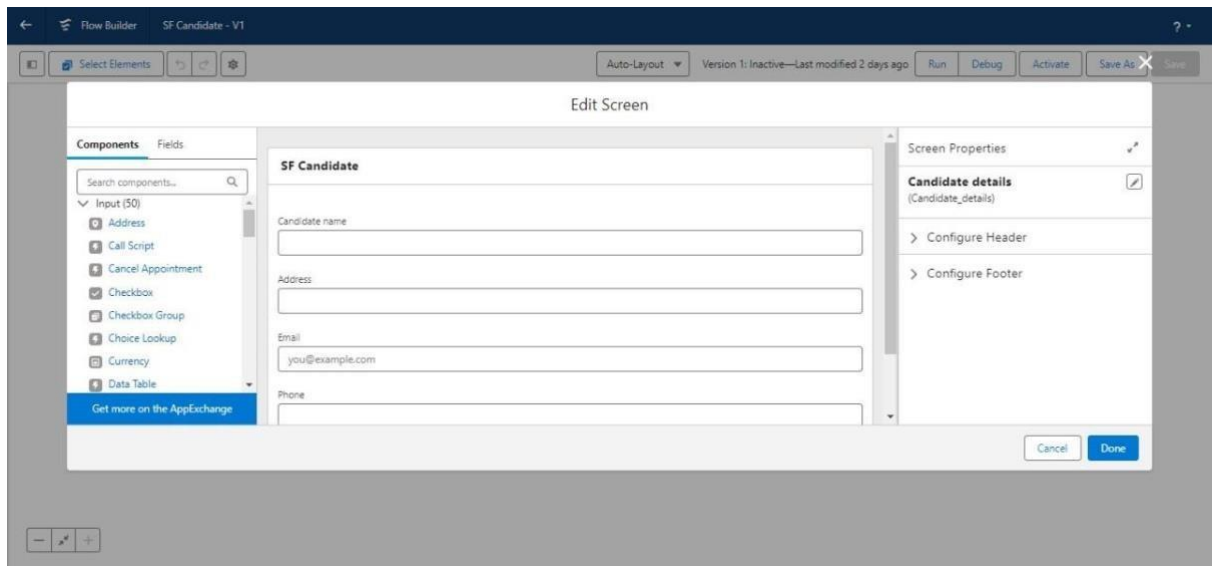 Flow Builder SF Candidate - V1 ?
Select Elements Auto-Layout Version 1: Inactive—Last modified 2 days ago Run Debug Activate Save As Save
Edit Screen
Components Fields
Search components...
Input (50)
Address
Call Script
Cancel Appointment
Checkbox
Checkbox Group
Choice Lookup
Currency
Data Table
Get more on the AppExchange
SF Candidate
Candidate name
Address
Email
you@example.com
Phone
Screen Properties
Candidate details
(Candidate_details)
Configure Header
Configure Footer
Cancel Done